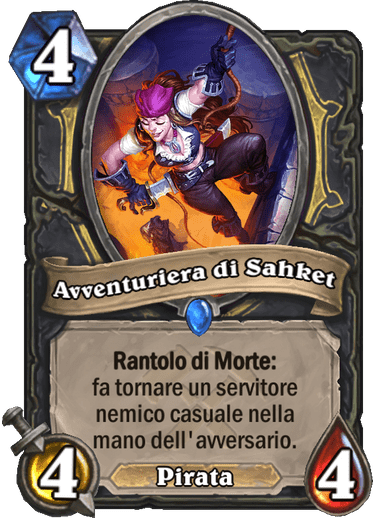 4
Avventuriera di Sahket
Rantolo di Morte:
fa tornare un servitore
nemico casuale nella
mano dell'avversario.
4
Pirata
4